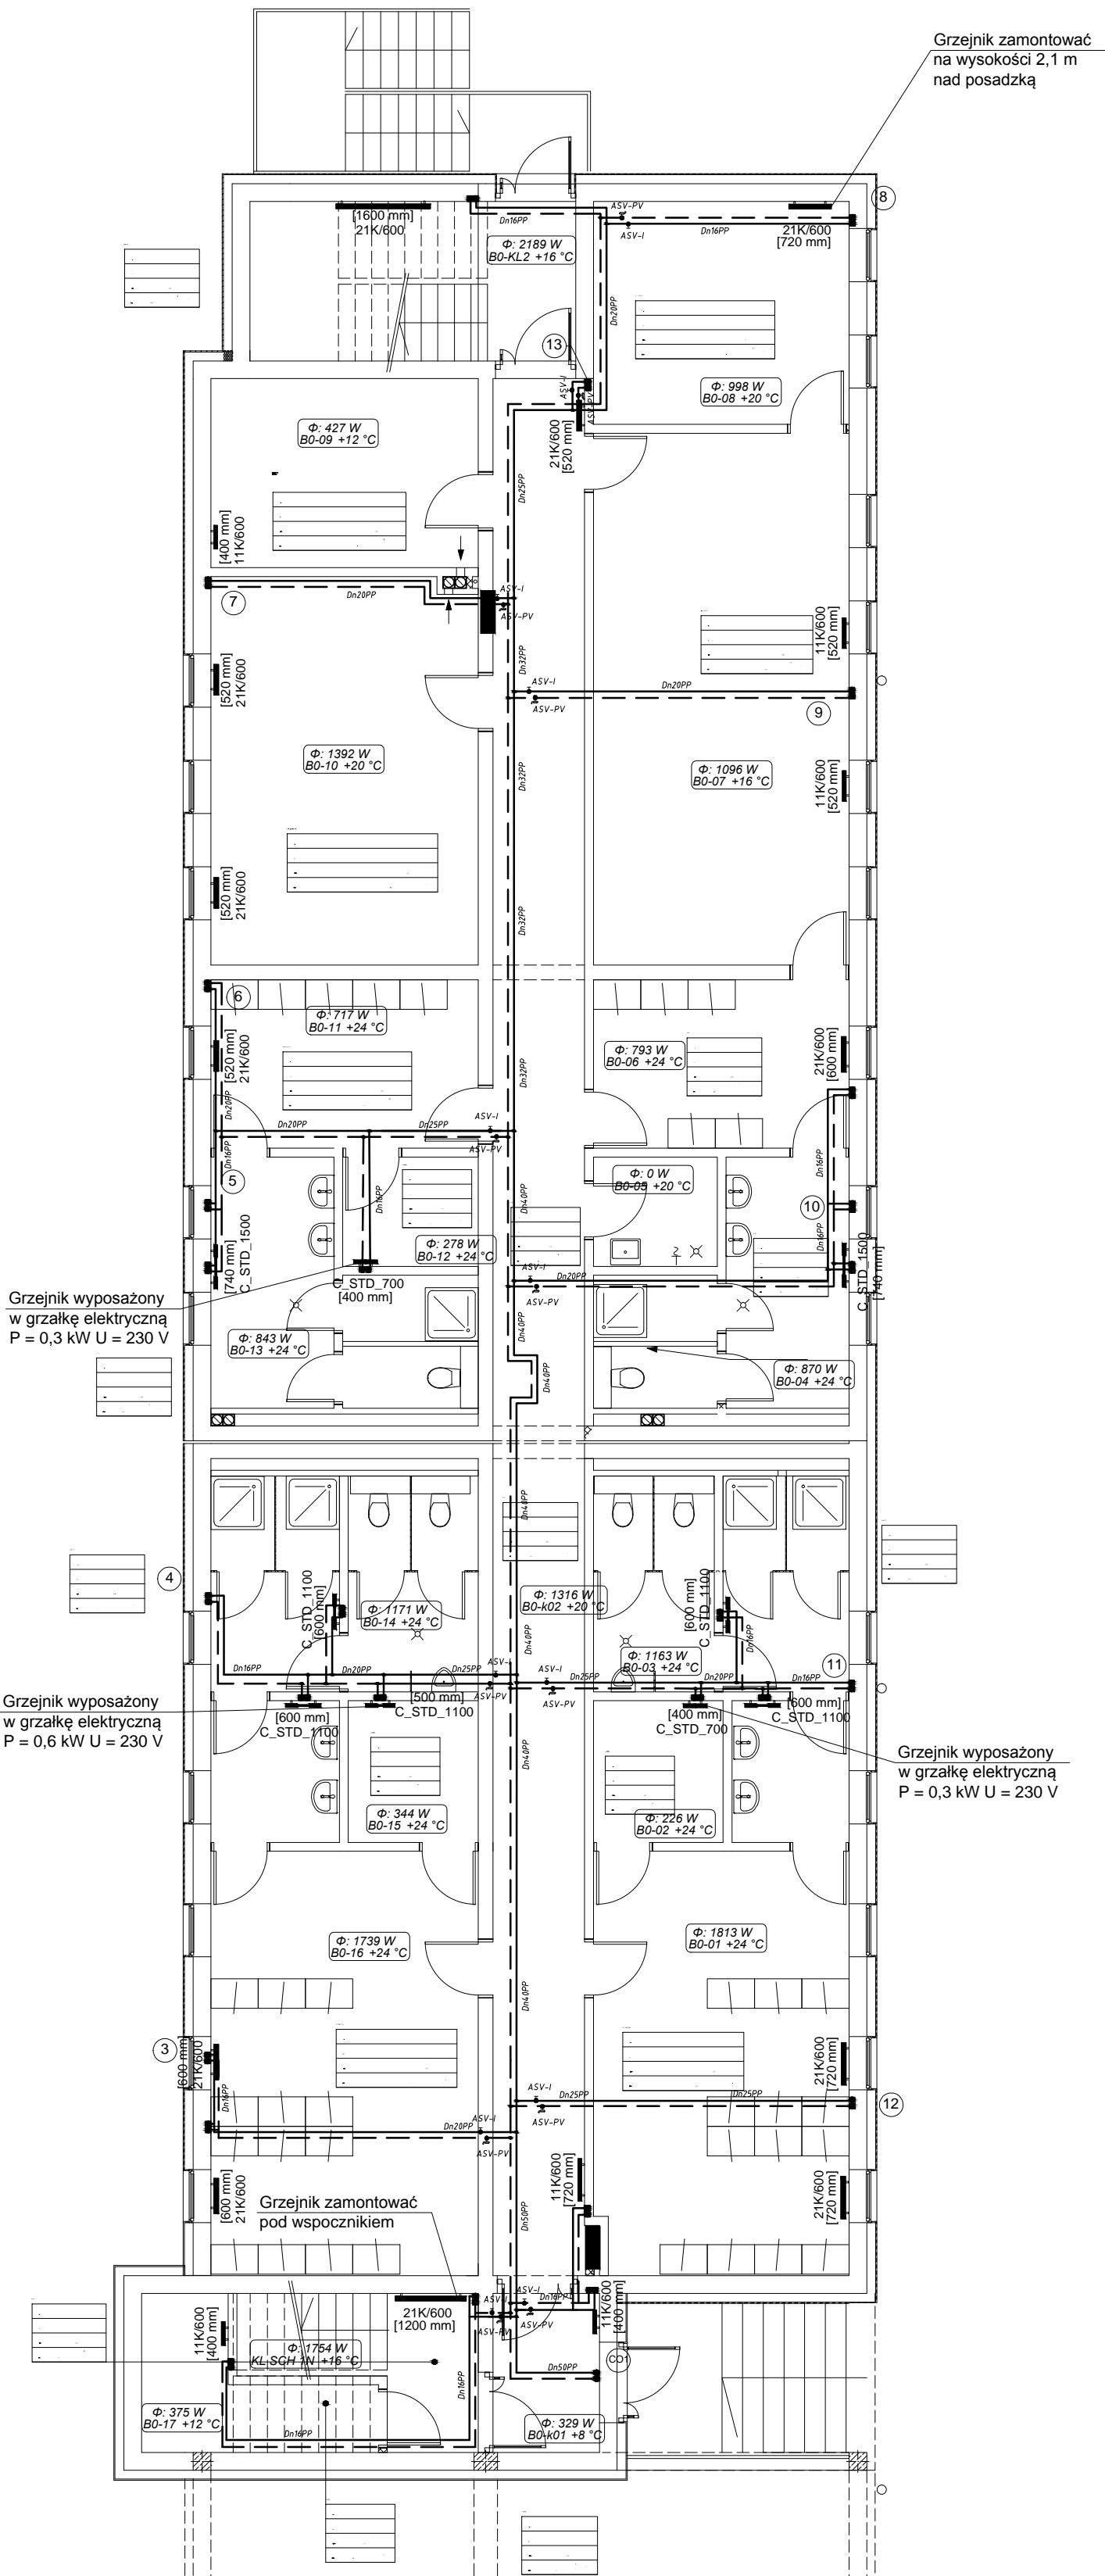 Grzejnik zamontować
na wysokości 2,1 m
nad posadzką
8
[1600 mm]
21K/600
Dn16PP
ASV-PV
ASV-I
Dn16PP
21K/600
[720 mm]
Φ: 2189 W
B0-KL2 +16 °C
Dn20PP
13
ASV-I
ASV-PV
21K/600
[520 mm]
Φ: 998 W
B0-08 +20 °C
Φ: 427 W
B0-09 +12 °C
Dn25PP
[400 mm]
11K/600
7
Dn20PP
ASV-I
ASV-PV
11K/600
[520 mm]
Dn32PP
[520 mm]
21K/600
ASV-I
Dn20PP
ASV-PV
9
Φ: 1392 W
B0-10 +20 °C
Dn32PP
Φ: 1096 W
B0-07 +16 °C
11K/600
[520 mm]
[520 mm]
21K/600
Dn32PP
6
Φ: 717 W
B0-11 +24 °C
[520 mm]
21K/600
Dn32PP
Φ: 793 W
B0-06 +24 °C
21K/600
[600 mm]
Dn20PP
Dn20PP
Dn25PP
ASV-I
ASV-PV
Dn16PP
5
Dn16PP
Dn40PP
Φ: 0 W
B0-05 +20 °C
Dn16PP
10
Dn16PP
Φ: 278 W
B0-12 +24 °C
[740 mm]
C_STD_1500
C_STD_700
[400 mm]
ASV-I
Dn20PP
ASV-PV
C_STD_1500
[740 mm]
Grzejnik wyposażony
w grzałkę elektryczną
P = 0,3 kW U = 230 V
Φ: 843 W
B0-13 +24 °C
Dn40PP
Dn40PP
Φ: 870 W
B0-04 +24 °C
Dn40PP
4
C_STD_1100
[600 mm]
Φ: 1171 W
B0-14 +24 °C
Φ: 1316 W
B0-k02 +20 °C
[600 mm]
C_STD_1100
Dn16PP
Dn40PP
Φ: 1163 W
B0-03 +24 °C
11
Dn16PP
Dn20PP
Dn25PP
ASV-I
ASV-PV
ASV-I
ASV-PV
Dn25PP
Dn20PP
Dn16PP
Grzejnik wyposażony
w grzałkę elektryczną
P = 0,6 kW U = 230 V
[600 mm]
C_STD_1100
[500 mm]
C_STD_1100
[400 mm]
C_STD_700
[600 mm]
C_STD_1100
Dn40PP
Grzejnik wyposażony
w grzałkę elektryczną
P = 0,3 kW U = 230 V
Φ: 344 W
B0-15 +24 °C
Φ: 226 W
B0-02 +24 °C
Φ: 1739 W
B0-16 +24 °C
Φ: 1813 W
B0-01 +24 °C
Dn40PP
3
[600 mm]
21K/600
21K/600
[720 mm]
Dn16PP
ASV-I
Dn25PP
Dn25PP
ASV-PV
12
Dn20PP
ASV-I
ASV-PV
[600 mm]
21K/600
11K/600
[720 mm]
21K/600
[720 mm]
Grzejnik zamontować
pod wspocznikiem
Dn50PP
ASV-I
Dn16PP
ASV-I
ASV-PV
ASV-PV
21K/600
[1200 mm]
11K/600
[400 mm]
11K/600
[400 mm]
Φ: 1754 W
KL SCH 1N +16 °C
CO1
Dn16PP
Dn50PP
Φ: 375 W
B0-17 +12 °C
Dn16PP
Φ: 329 W
B0-k01 +8 °C